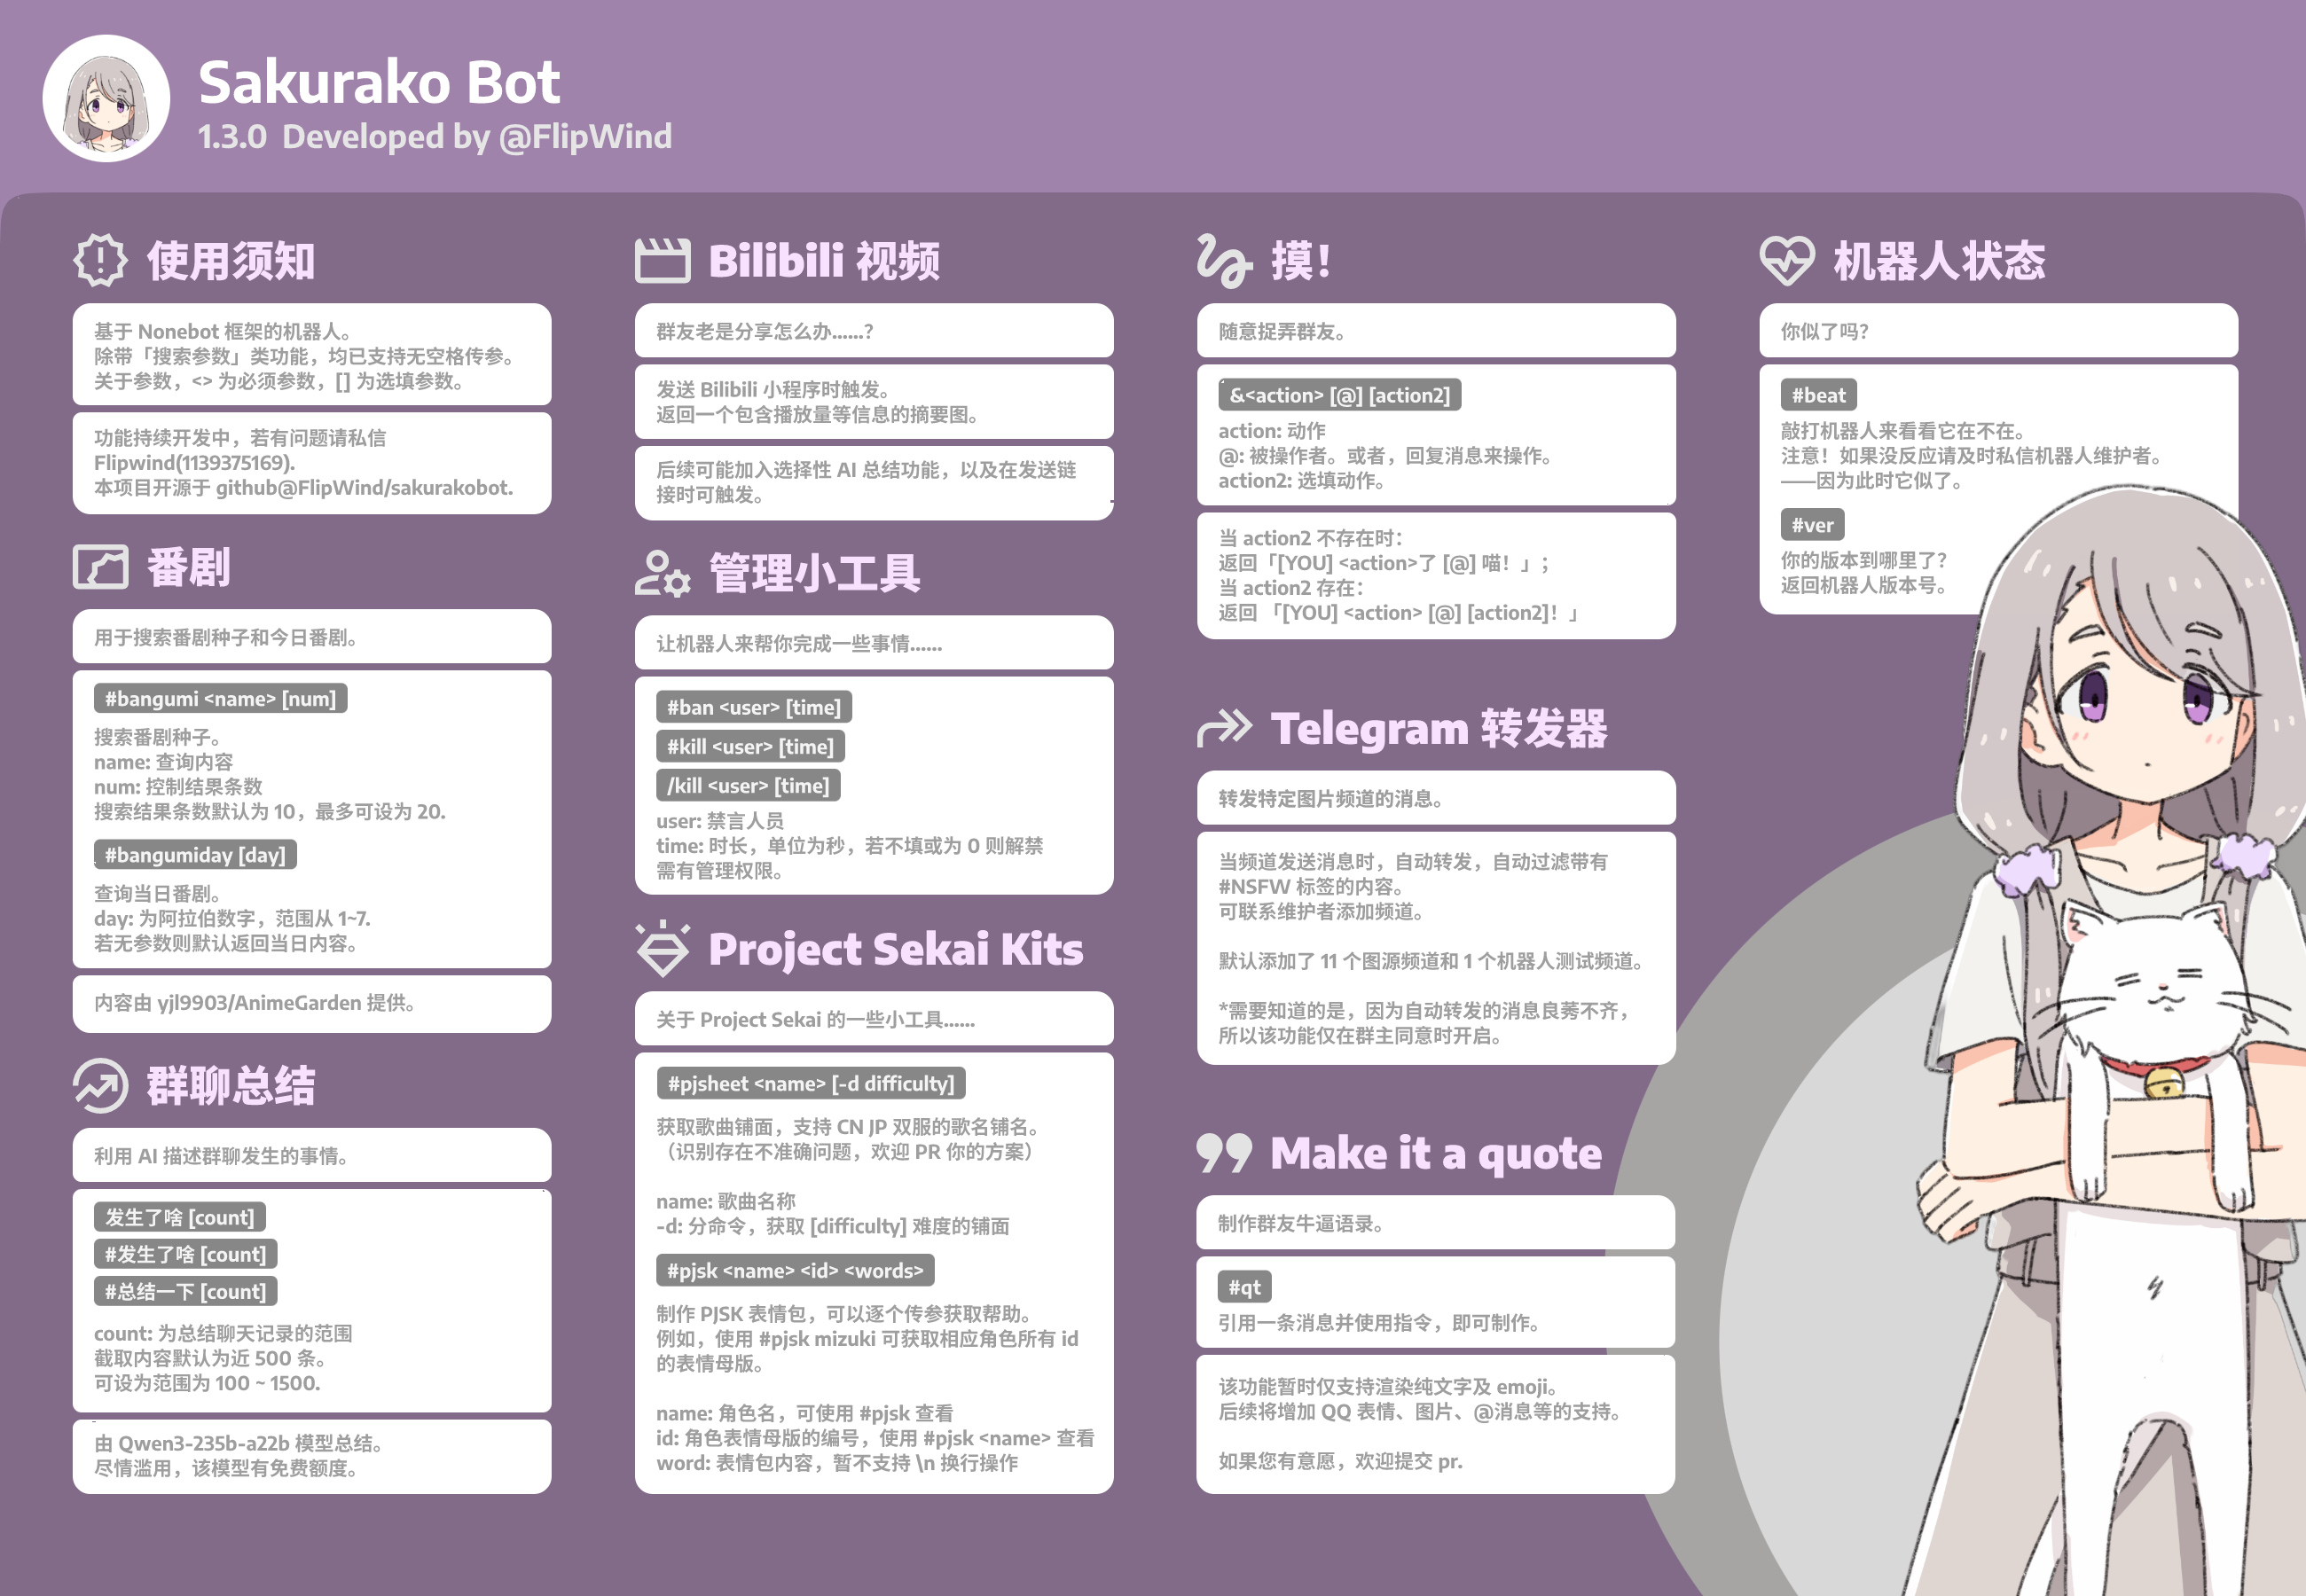 Sakurako Bot
1.3.0 Developed by @FlipWind
使用须知
基于 Nonebot 框架的机器人。
除带「搜索参数」类功能，均已支持无空格传参。
关于参数，<> 为必须参数，[] 为选填参数。
功能持续开发中，若有问题请私信
Flipwind(1139375169).
本项目开源于 github@FlipWind/sakurakobot.
番剧
用于搜索番剧种子和今日番剧。
#bangumi <name> [num]
搜索番剧种子。
name: 查询内容
num: 控制结果条数
搜索结果条数默认为 10，最多可设为 20.
#bangumiday [day]
查询当日番剧。
day: 为阿拉伯数字，范围从 1~7.
若无参数则默认返回当日内容。
内容由 yjl9903/AnimeGarden 提供。
群聊总结
利用 AI 描述群聊发生的事情。
发生了啥 [count]
#发生了啥 [count]
#总结一下 [count]
count: 为总结聊天记录的范围
截取内容默认为近 500 条。
可设为范围为 100 ~ 1500.
由 Qwen3-235b-a22b 模型总结。
尽情滥用，该模型有免费额度。
Bilibili 视频
群友老是分享怎么办......?
发送 Bilibili 小程序时触发。
返回一个包含播放量等信息的摘要图。
后续可能加入选择性 AI 总结功能，以及在发送链
接时可触发。
管理小工具
让机器人来帮你完成一些事情......
#ban <user> [time]
#kill <user> [time]
/kill <user> [time]
user: 禁言人员
time: 时长，单位为秒，若不填或为 0 则解禁
需有管理权限。
Project Sekai Kits
关于 Project Sekai 的一些小工具......
#pjsheet <name> [-d difficulty]
获取歌曲铺面，支持 CN JP 双服的歌名铺名。
（识别存在不准确问题，欢迎 PR 你的方案）
name: 歌曲名称
-d: 分命令，获取 [difficulty] 难度的铺面
#pjsk <name> <id> <words>
制作 PJSK 表情包，可以逐个传参获取帮助。
例如，使用 #pjsk mizuki 可获取相应角色所有 id
的表情母版。
name: 角色名，可使用 #pjsk 查看
id: 角色表情母版的编号，使用 #pjsk <name> 查看
word: 表情包内容，暂不支持 \n 换行操作
摸！
随意捉弄群友。
&<action> [@] [action2]
action: 动作
@: 被操作者。或者，回复消息来操作。
action2: 选填动作。
当 action2 不存在时：
返回「[YOU] <action>了 [@] 喵！」；
当 action2 存在：
返回 「[YOU] <action> [@] [action2]！」
Telegram 转发器
转发特定图片频道的消息。
当频道发送消息时，自动转发，自动过滤带有
#NSFW 标签的内容。
可联系维护者添加频道。
默认添加了 11 个图源频道和 1 个机器人测试频道。
*需要知道的是，因为自动转发的消息良莠不齐，
所以该功能仅在群主同意时开启。
Make it a quote
制作群友牛逼语录。
#qt
引用一条消息并使用指令，即可制作。
该功能暂时仅支持渲染纯文字及 emoji。
后续将增加 QQ 表情、图片、@消息等的支持。
如果您有意愿，欢迎提交 pr.
机器人状态
你似了吗？
#beat
敲打机器人来看看它在不在。
注意！如果没反应请及时私信机器人维护者。
——因为此时它似了。
#ver
你的版本到哪里了？
返回机器人版本号。